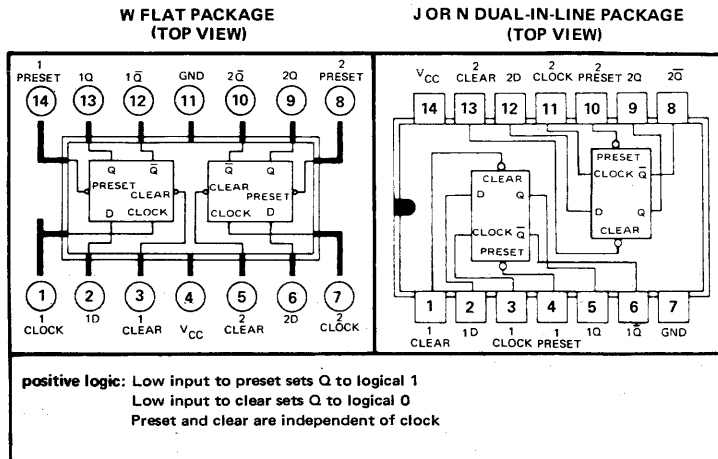 W FLAT PACKAGE
(TOP VIEW)
1
PRESET 1Q 1Q̅ GND 2Q̅ 2Q 2
PRESET
14 13 12 11 10 9 8
Q Q̅ Q̅ Q
PRESET CLEAR CLEAR PRESET
D CLOCK CLOCK D
1 2 3 4 5 6 7
1
CLOCK 1D 1
CLEAR VCC 2
CLEAR 2D 2
CLOCK
J OR N DUAL-IN-LINE PACKAGE
(TOP VIEW)
VCC 2
CLEAR 2D 2
CLOCK 2
PRESET 2Q 2Q̅
14 13 12 11 10 9 8
PRESET
CLOCK Q̅
D Q
CLEAR
CLEAR
D Q
CLOCK Q̅
PRESET
1 2 3 4 5 6 7
1
CLEAR 1D 1
CLOCK 1
PRESET 1Q 1Q̅ GND
positive logic: Low input to preset sets Q to logical 1
Low input to clear sets Q to logical 0
Preset and clear are independent of clock